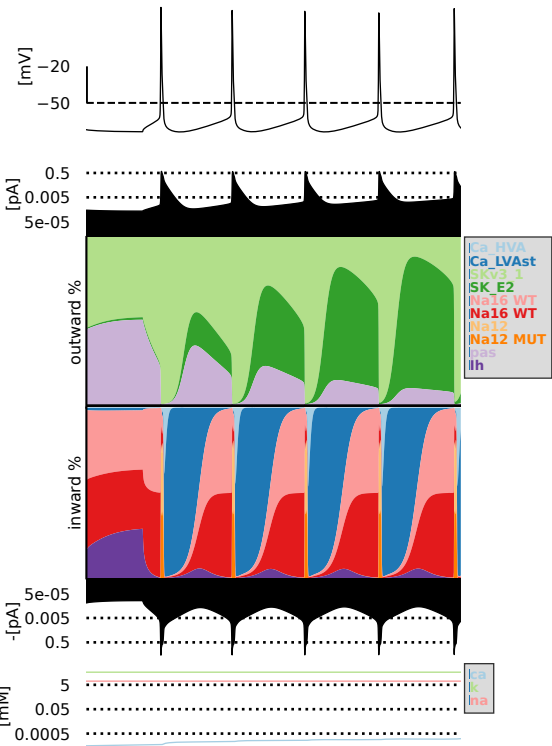 [mV]
−20
−50
[pA]
0.5
0.005
5e-05
outward %
Ca_HVA
Ca_LVAst
SKv3_1
SK_E2
Na16 WT
Na16 WT
Na12
Na12 MUT
pas
Ih
inward %
-[pA]
5e-05
0.005
0.5
[mM]
5
0.05
0.0005
ca
k
na